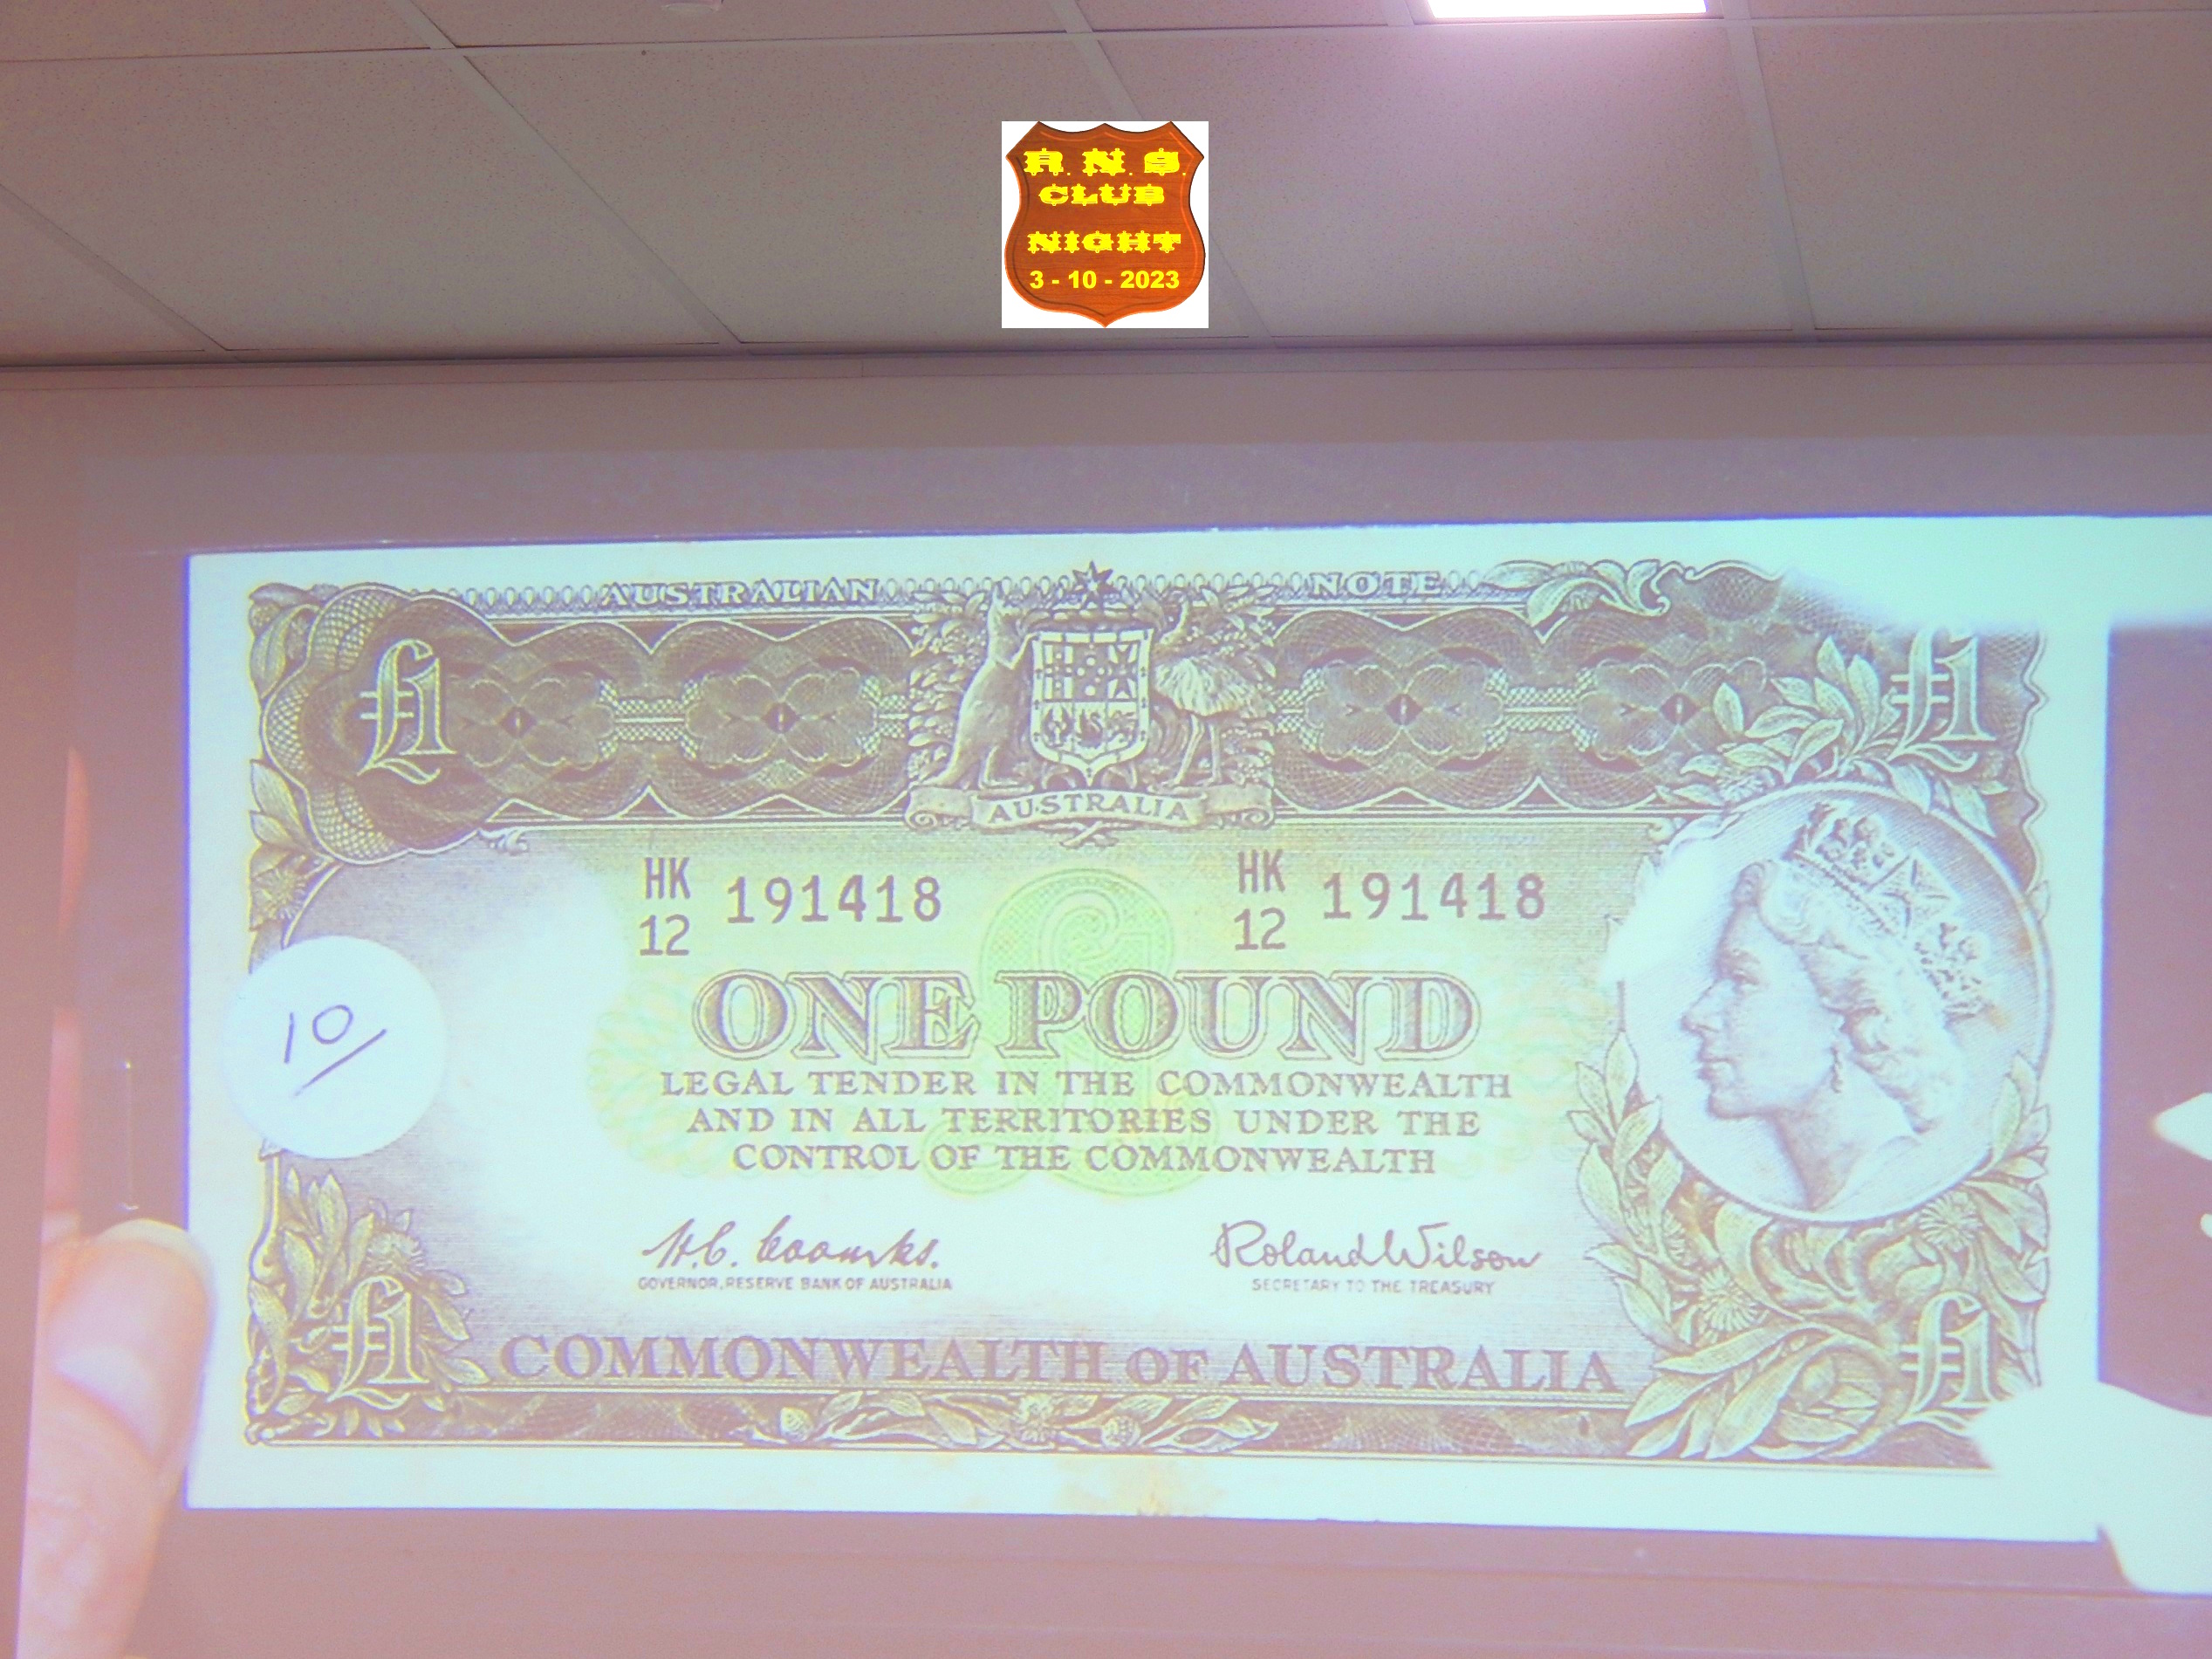 R. N. S.
CLUB
NIGHT
3 - 10 - 2023
AUSTRALIAN NOTE
£1 £1
AUSTRALIA
HK 12 191418 HK 12 191418
10/
ONE POUND
LEGAL TENDER IN THE COMMONWEALTH
AND IN ALL TERRITORIES UNDER THE
CONTROL OF THE COMMONWEALTH
H.C. Coombs. Roland Wilson
GOVERNOR, RESERVE BANK OF AUSTRALIA SECRETARY TO THE TREASURY
£1 £1
COMMONWEALTH OF AUSTRALIA